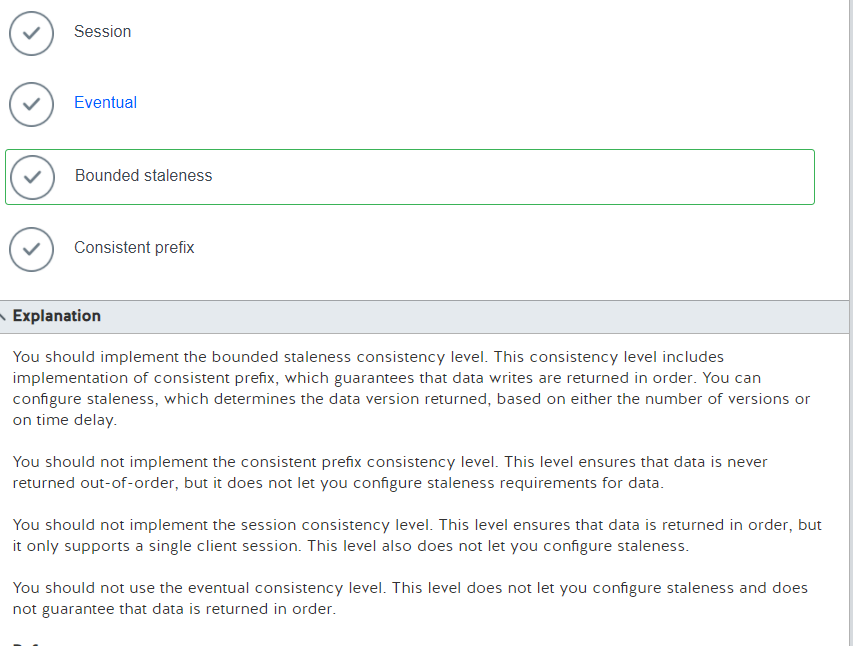 Session
Eventual
Bounded staleness
Consistent prefix
Explanation
You should implement the bounded staleness consistency level. This consistency level includes
implementation of consistent prefix, which guarantees that data writes are returned in order. You can
configure staleness, which determines the data version returned, based on either the number of versions or
on time delay.
You should not implement the consistent prefix consistency level. This level ensures that data is never
returned out-of-order, but it does not let you configure staleness requirements for data.
You should not implement the session consistency level. This level ensures that data is returned in order, but
it only supports a single client session. This level also does not let you configure staleness.
You should not use the eventual consistency level. This level does not let you configure staleness and does
not guarantee that data is returned in order.